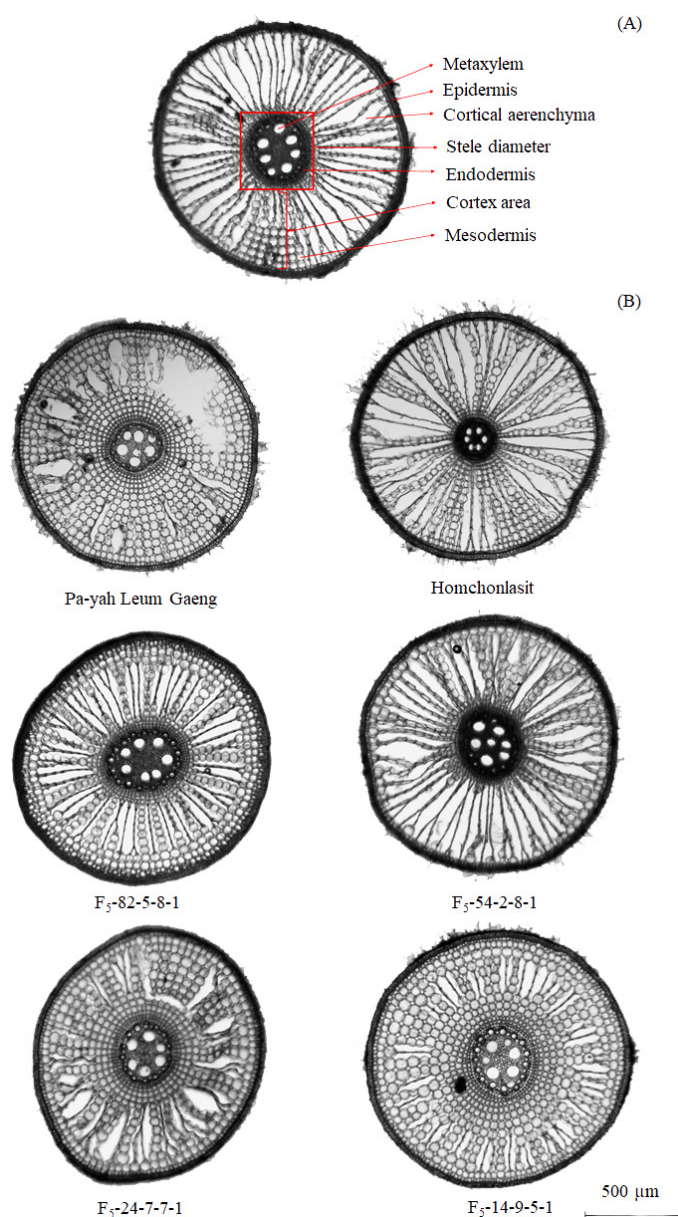 (A)
Metaxylem
Epidermis
Cortical aerenchyma
Stele diameter
Endodermis
Cortex area
Mesodermis
(B)
Pa-yah Leum Gaeng
Homchonlasit
F₅-82-5-8-1
F₅-54-2-8-1
F₅-24-7-7-1
F₅-14-9-5-1
500 µm